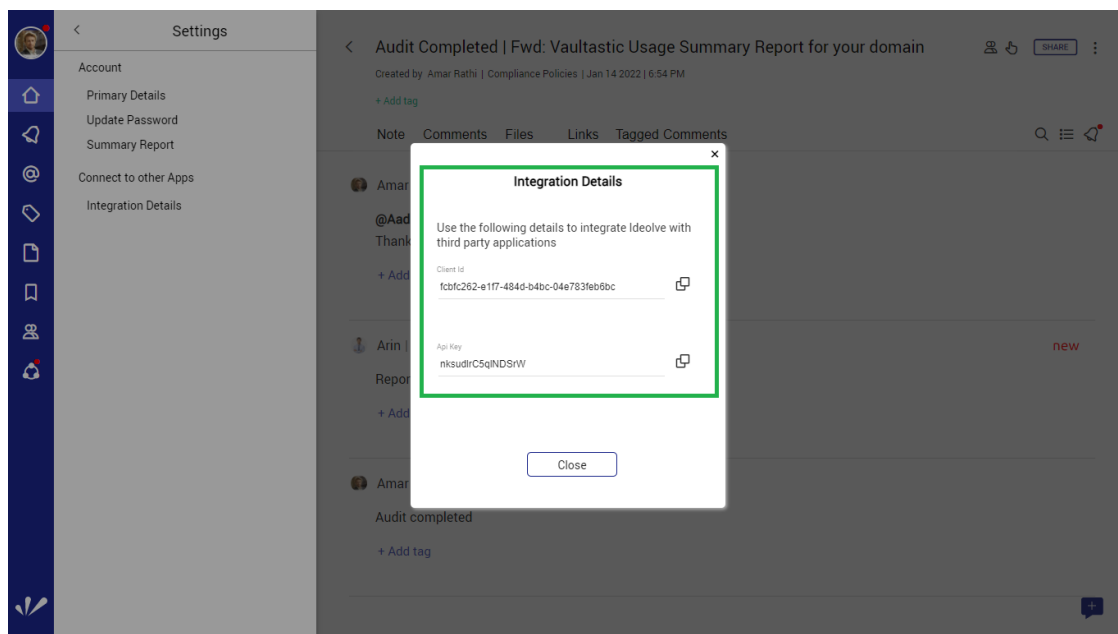 Settings
Account
Primary Details
Update Password
Summary Report
Connect to other Apps
Integration Details
Audit Completed | Fwd: Vaultastic Usage Summary Report for your domain
SHARE
Created by Amar Rathi | Compliance Policies | Jan 14 2022 | 6:54 PM
+ Add tag
Note Comments Files Links Tagged Comments
Amar
@Aad
Thank
+ Add
Arin |
new
Repor
+ Add
Amar
Audit completed
+ Add tag
Integration Details
Use the following details to integrate Ideolve with
third party applications
Client Id
fcbfc262-e1f7-484d-b4bc-04e783feb6bc
Api Key
nksudIrC5qINDSrW
Close